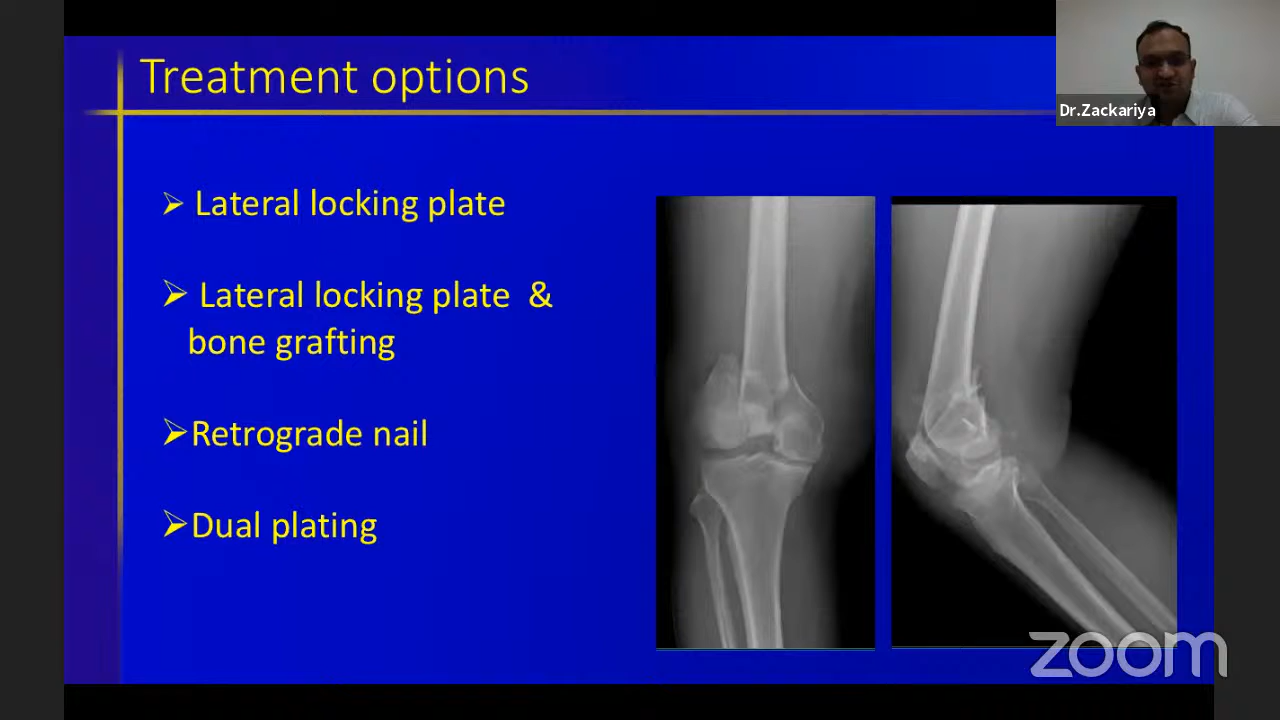 Treatment options
Dr.Zackariya
➢ Lateral locking plate
➢ Lateral locking plate &
bone grafting
➢Retrograde nail
➢Dual plating
zoom